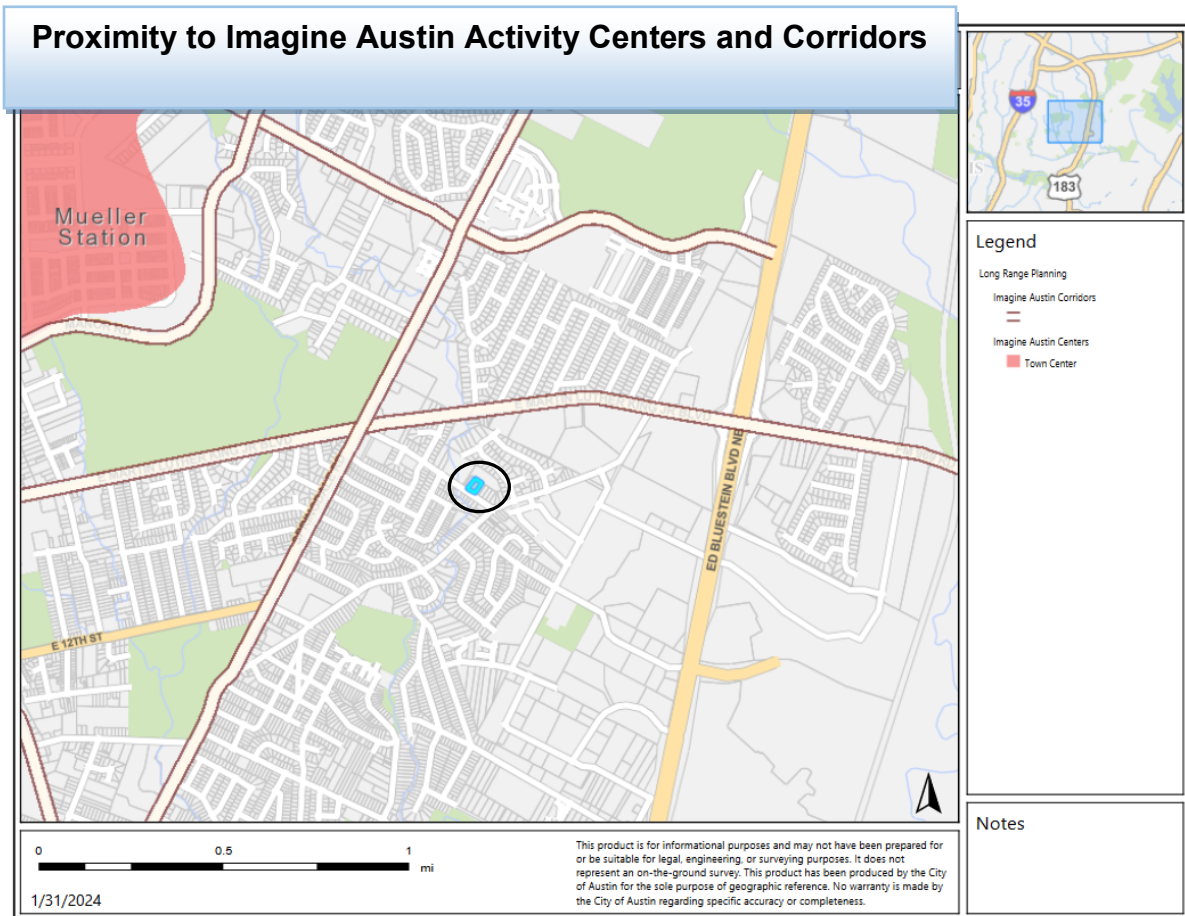 Proximity to Imagine Austin Activity Centers and Corridors
35
183
Mueller
Station
E MARTIN LUTHER KING JR BLVD
ED BLUESTEIN BLVD NB
E 12TH ST
Legend
Long Range Planning
Imagine Austin Corridors
Imagine Austin Centers
Town Center
Notes
0
0.5
1
mi
1/31/2024
This product is for informational purposes and may not have been prepared for
or be suitable for legal, engineering, or surveying purposes. It does not
represent an on-the-ground survey. This product has been produced by the City
of Austin for the sole purpose of geographic reference. No warranty is made by
the City of Austin regarding specific accuracy or completeness.